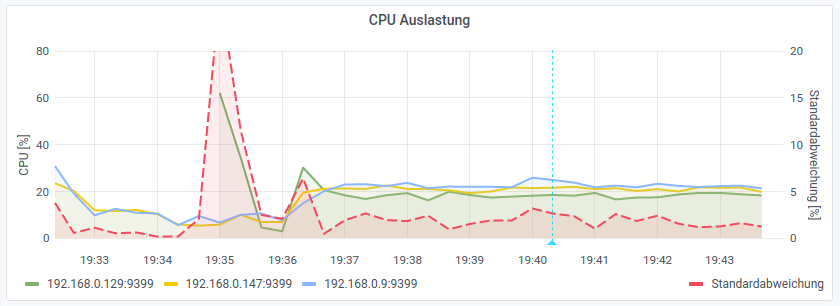 CPU Auslastung
80
60
40
20
0
CPU [%]
20
15
10
5
0
Standardabweichung [%]
19:33 19:34 19:35 19:36 19:37 19:38 19:39 19:40 19:41 19:42 19:43
192.168.0.129:9399 192.168.0.147:9399 192.168.0.9:9399 Standardabweichung